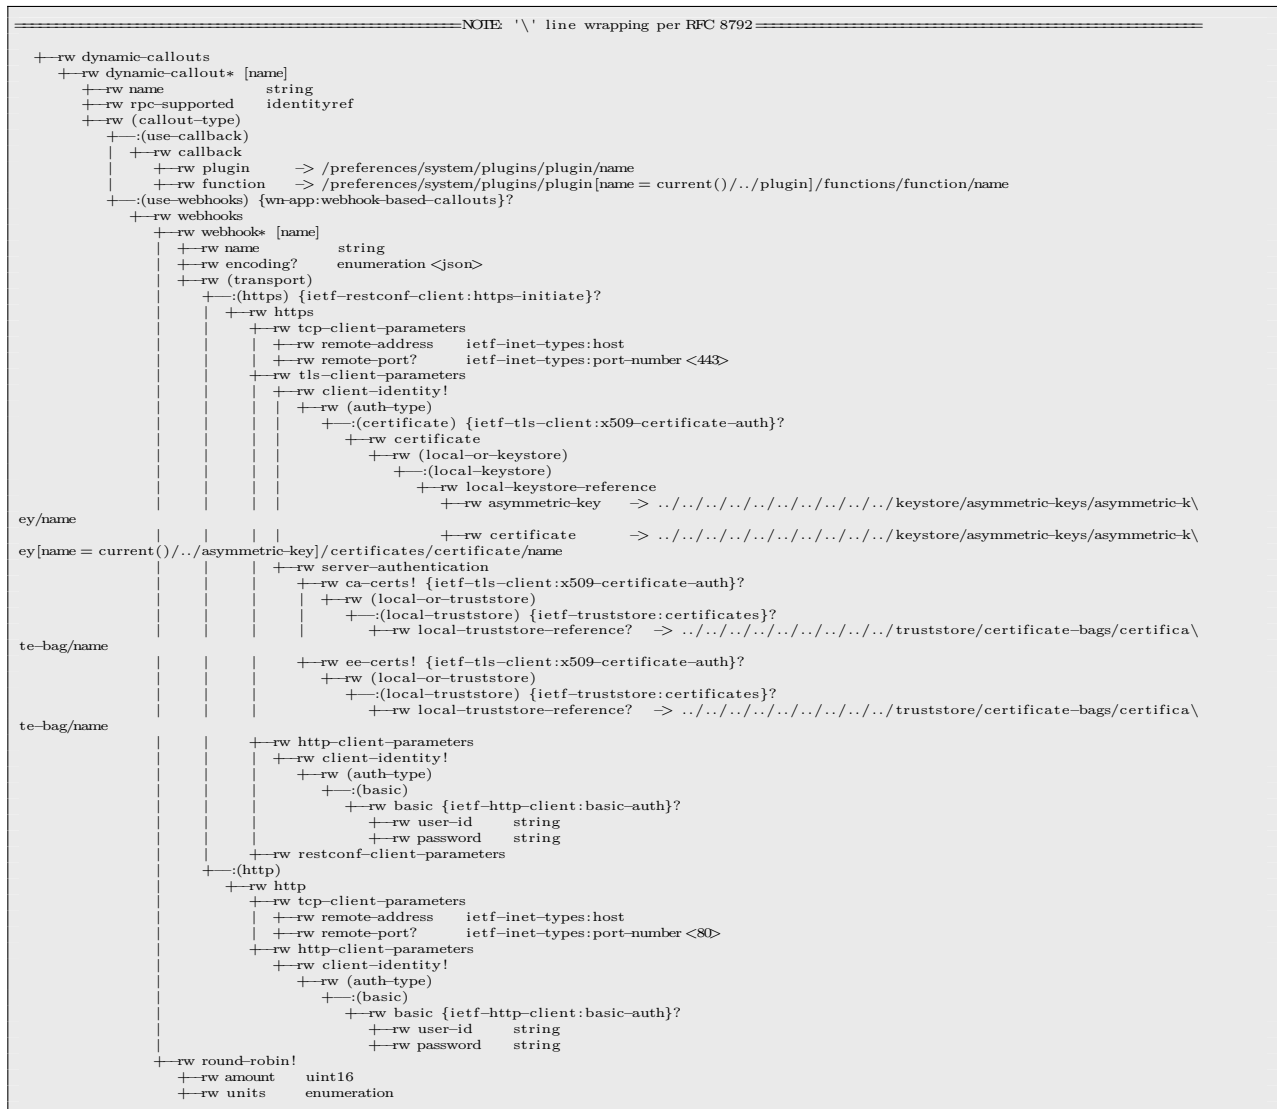 =============== NOTE: '\' line wrapping per RFC 8792 ================

  +--rw dynamic-callouts
     +--rw dynamic-callout* [name]
        +--rw name             string
        +--rw rpc-supported    identityref
        +--rw (callout-type)
           +--:(use-callback)
           |  +--rw callback
           |     +--rw plugin      -> /preferences/system/plugins/plugin/name
           |     +--rw function    -> /preferences/system/plugins/plugin[name = current()/../plugin]/functions/function/name
           +--:(use-webhooks) {wn-app:webhook-based-callouts}?
              +--rw webhooks
                 +--rw webhook* [name]
                 |  +--rw name         string
                 |  +--rw encoding?    enumeration <json>
                 |  +--rw (transport)
                 |     +--:(https) {ietf-restconf-client:https-initiate}?
                 |     |  +--rw https
                 |     |     +--rw tcp-client-parameters
                 |     |     |  +--rw remote-address    ietf-inet-types:host
                 |     |     |  +--rw remote-port?      ietf-inet-types:port-number <443>
                 |     |     +--rw tls-client-parameters
                 |     |     |  +--rw client-identity!
                 |     |     |  |  +--rw (auth-type)
                 |     |     |  |     +--:(certificate) {ietf-tls-client:x509-certificate-auth}?
                 |     |     |  |        +--rw certificate
                 |     |     |  |           +--rw (local-or-keystore)
                 |     |     |  |              +--:(local-keystore)
                 |     |     |  |                 +--rw local-keystore-reference
                 |     |     |  |                    +--rw asymmetric-key    -> ../../../../../../../../../../keystore/asymmetric-keys/asymmetric-k\
ey/name
                 |     |     |  |                    +--rw certificate       -> ../../../../../../../../../../keystore/asymmetric-keys/asymmetric-k\
ey[name = current()/../asymmetric-key]/certificates/certificate/name
                 |     |     |  +--rw server-authentication
                 |     |     |     +--rw ca-certs! {ietf-tls-client:x509-certificate-auth}?
                 |     |     |     |  +--rw (local-or-truststore)
                 |     |     |     |     +--:(local-truststore) {ietf-truststore:certificates}?
                 |     |     |     |        +--rw local-truststore-reference?   -> ../../../../../../../../../truststore/certificate-bags/certifica\
te-bag/name
                 |     |     |     +--rw ee-certs! {ietf-tls-client:x509-certificate-auth}?
                 |     |     |        +--rw (local-or-truststore)
                 |     |     |           +--:(local-truststore) {ietf-truststore:certificates}?
                 |     |     |              +--rw local-truststore-reference?   -> ../../../../../../../../../truststore/certificate-bags/certifica\
te-bag/name
                 |     |     +--rw http-client-parameters
                 |     |     |  +--rw client-identity!
                 |     |     |     +--rw (auth-type)
                 |     |     |        +--:(basic)
                 |     |     |           +--rw basic {ietf-http-client:basic-auth}?
                 |     |     |              +--rw user-id     string
                 |     |     |              +--rw password    string
                 |     |     +--rw restconf-client-parameters
                 |     +--:(http)
                 |        +--rw http
                 |           +--rw tcp-client-parameters
                 |           |  +--rw remote-address    ietf-inet-types:host
                 |           |  +--rw remote-port?      ietf-inet-types:port-number <80>
                 |           +--rw http-client-parameters
                 |              +--rw client-identity!
                 |                 +--rw (auth-type)
                 |                    +--:(basic)
                 |                       +--rw basic {ietf-http-client:basic-auth}?
                 |                          +--rw user-id     string
                 |                          +--rw password    string
                 +--rw round-robin!
                    +--rw amount    uint16
                    +--rw units     enumeration